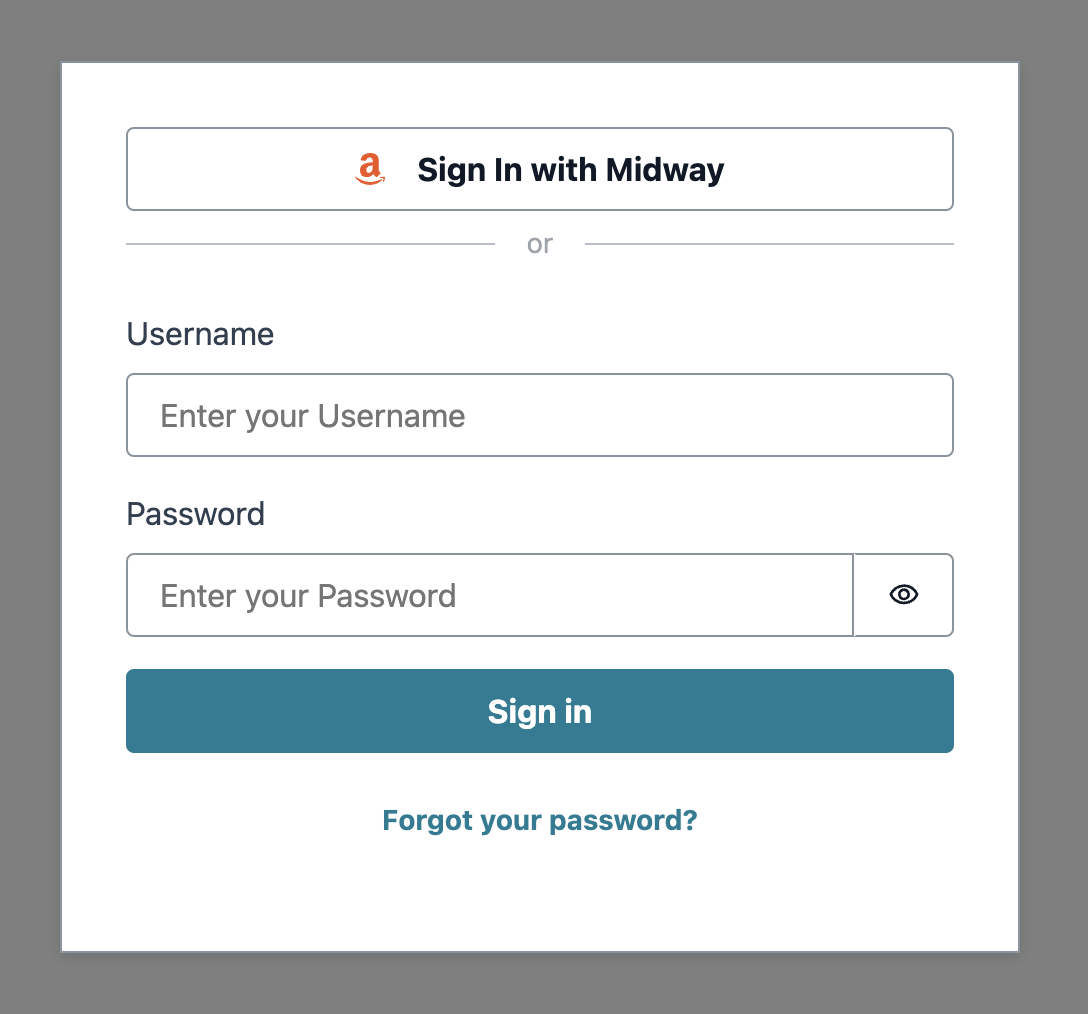 Sign In with Midway
or
Username
Enter your Username
Password
Enter your Password
Sign in
Forgot your password?